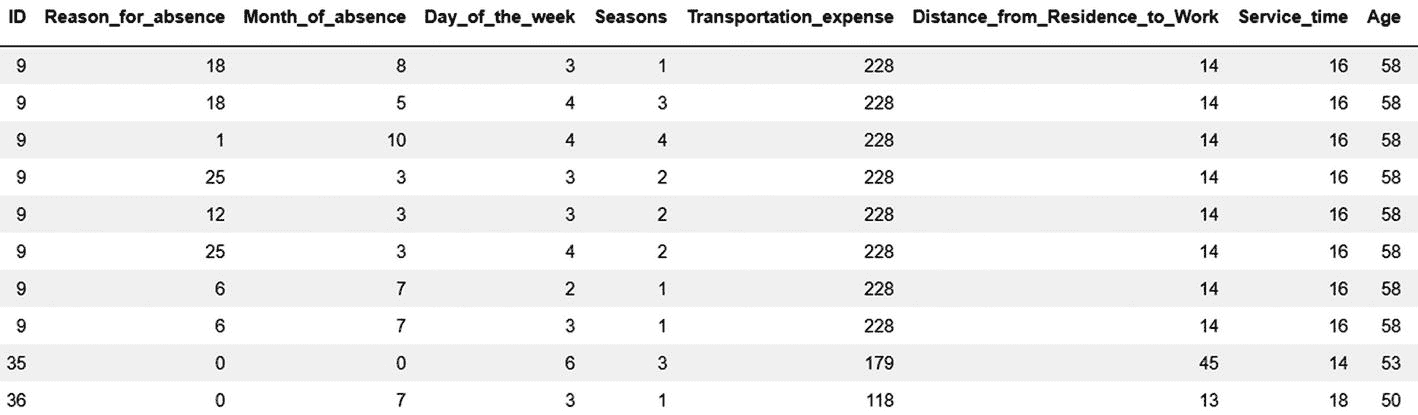 ID Reason_for_absence Month_of_absence Day_of_the_week Seasons Transportation_expense Distance_from_Residence_to_Work Service_time Age
9 18 8 3 1 228 14 16 58
9 18 5 4 3 228 14 16 58
9 1 10 4 4 228 14 16 58
9 25 3 3 2 228 14 16 58
9 12 3 3 2 228 14 16 58
9 25 3 4 2 228 14 16 58
9 6 7 2 1 228 14 16 58
9 6 7 3 1 228 14 16 58
35 0 0 6 3 179 45 14 53
36 0 7 3 1 118 13 18 50